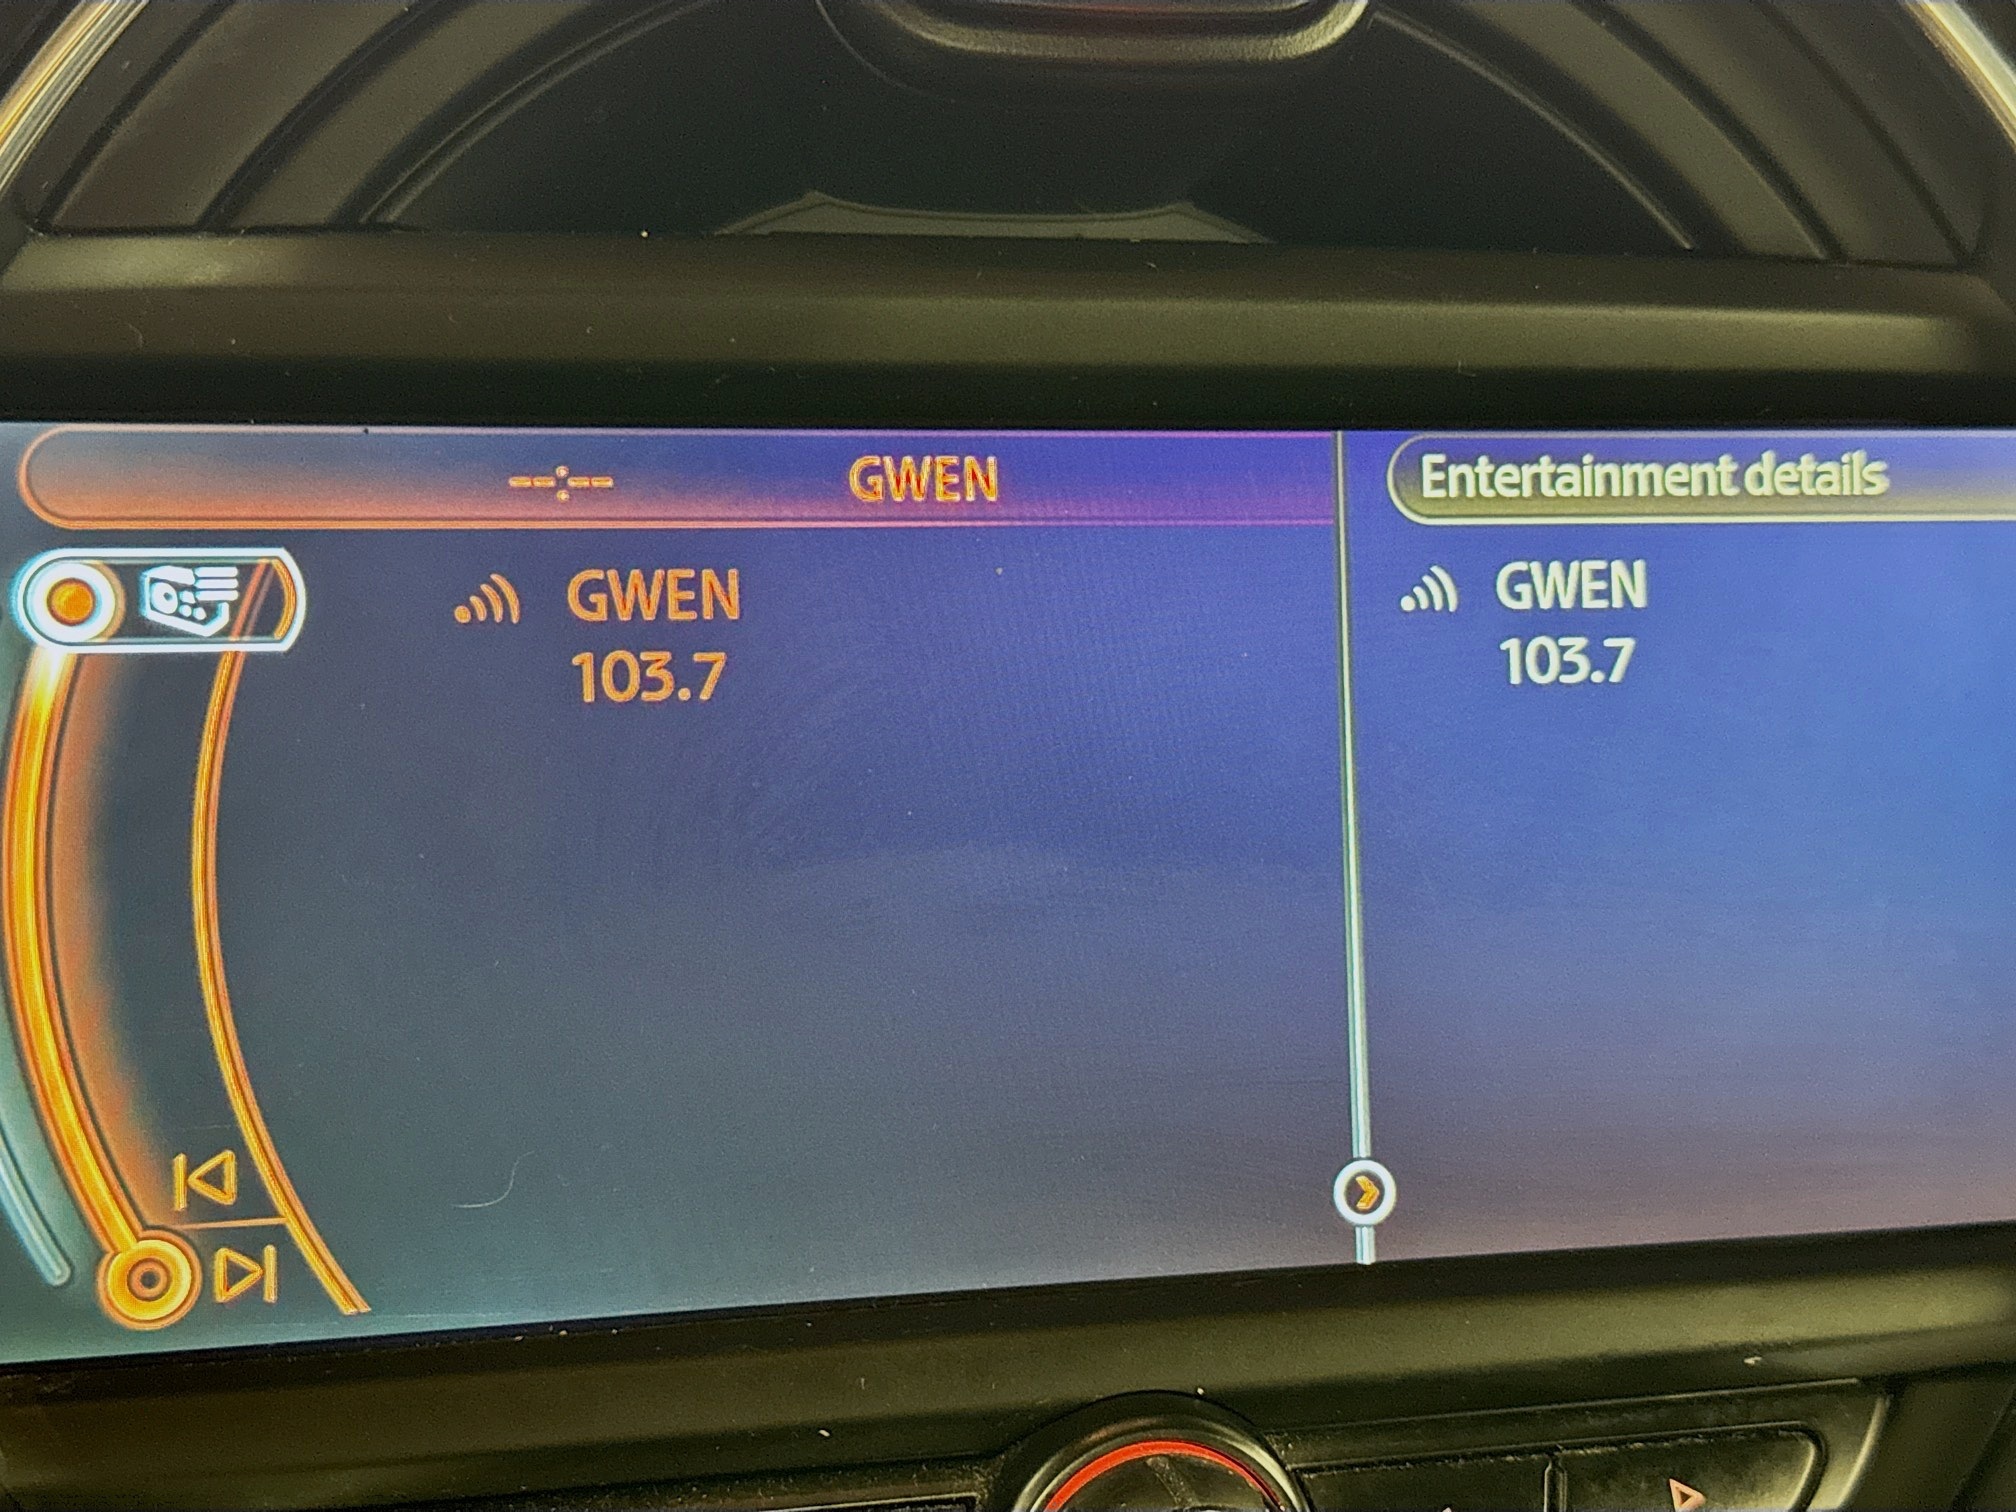 --:-- GWEN
GWEN
103.7
Entertainment details
GWEN
103.7